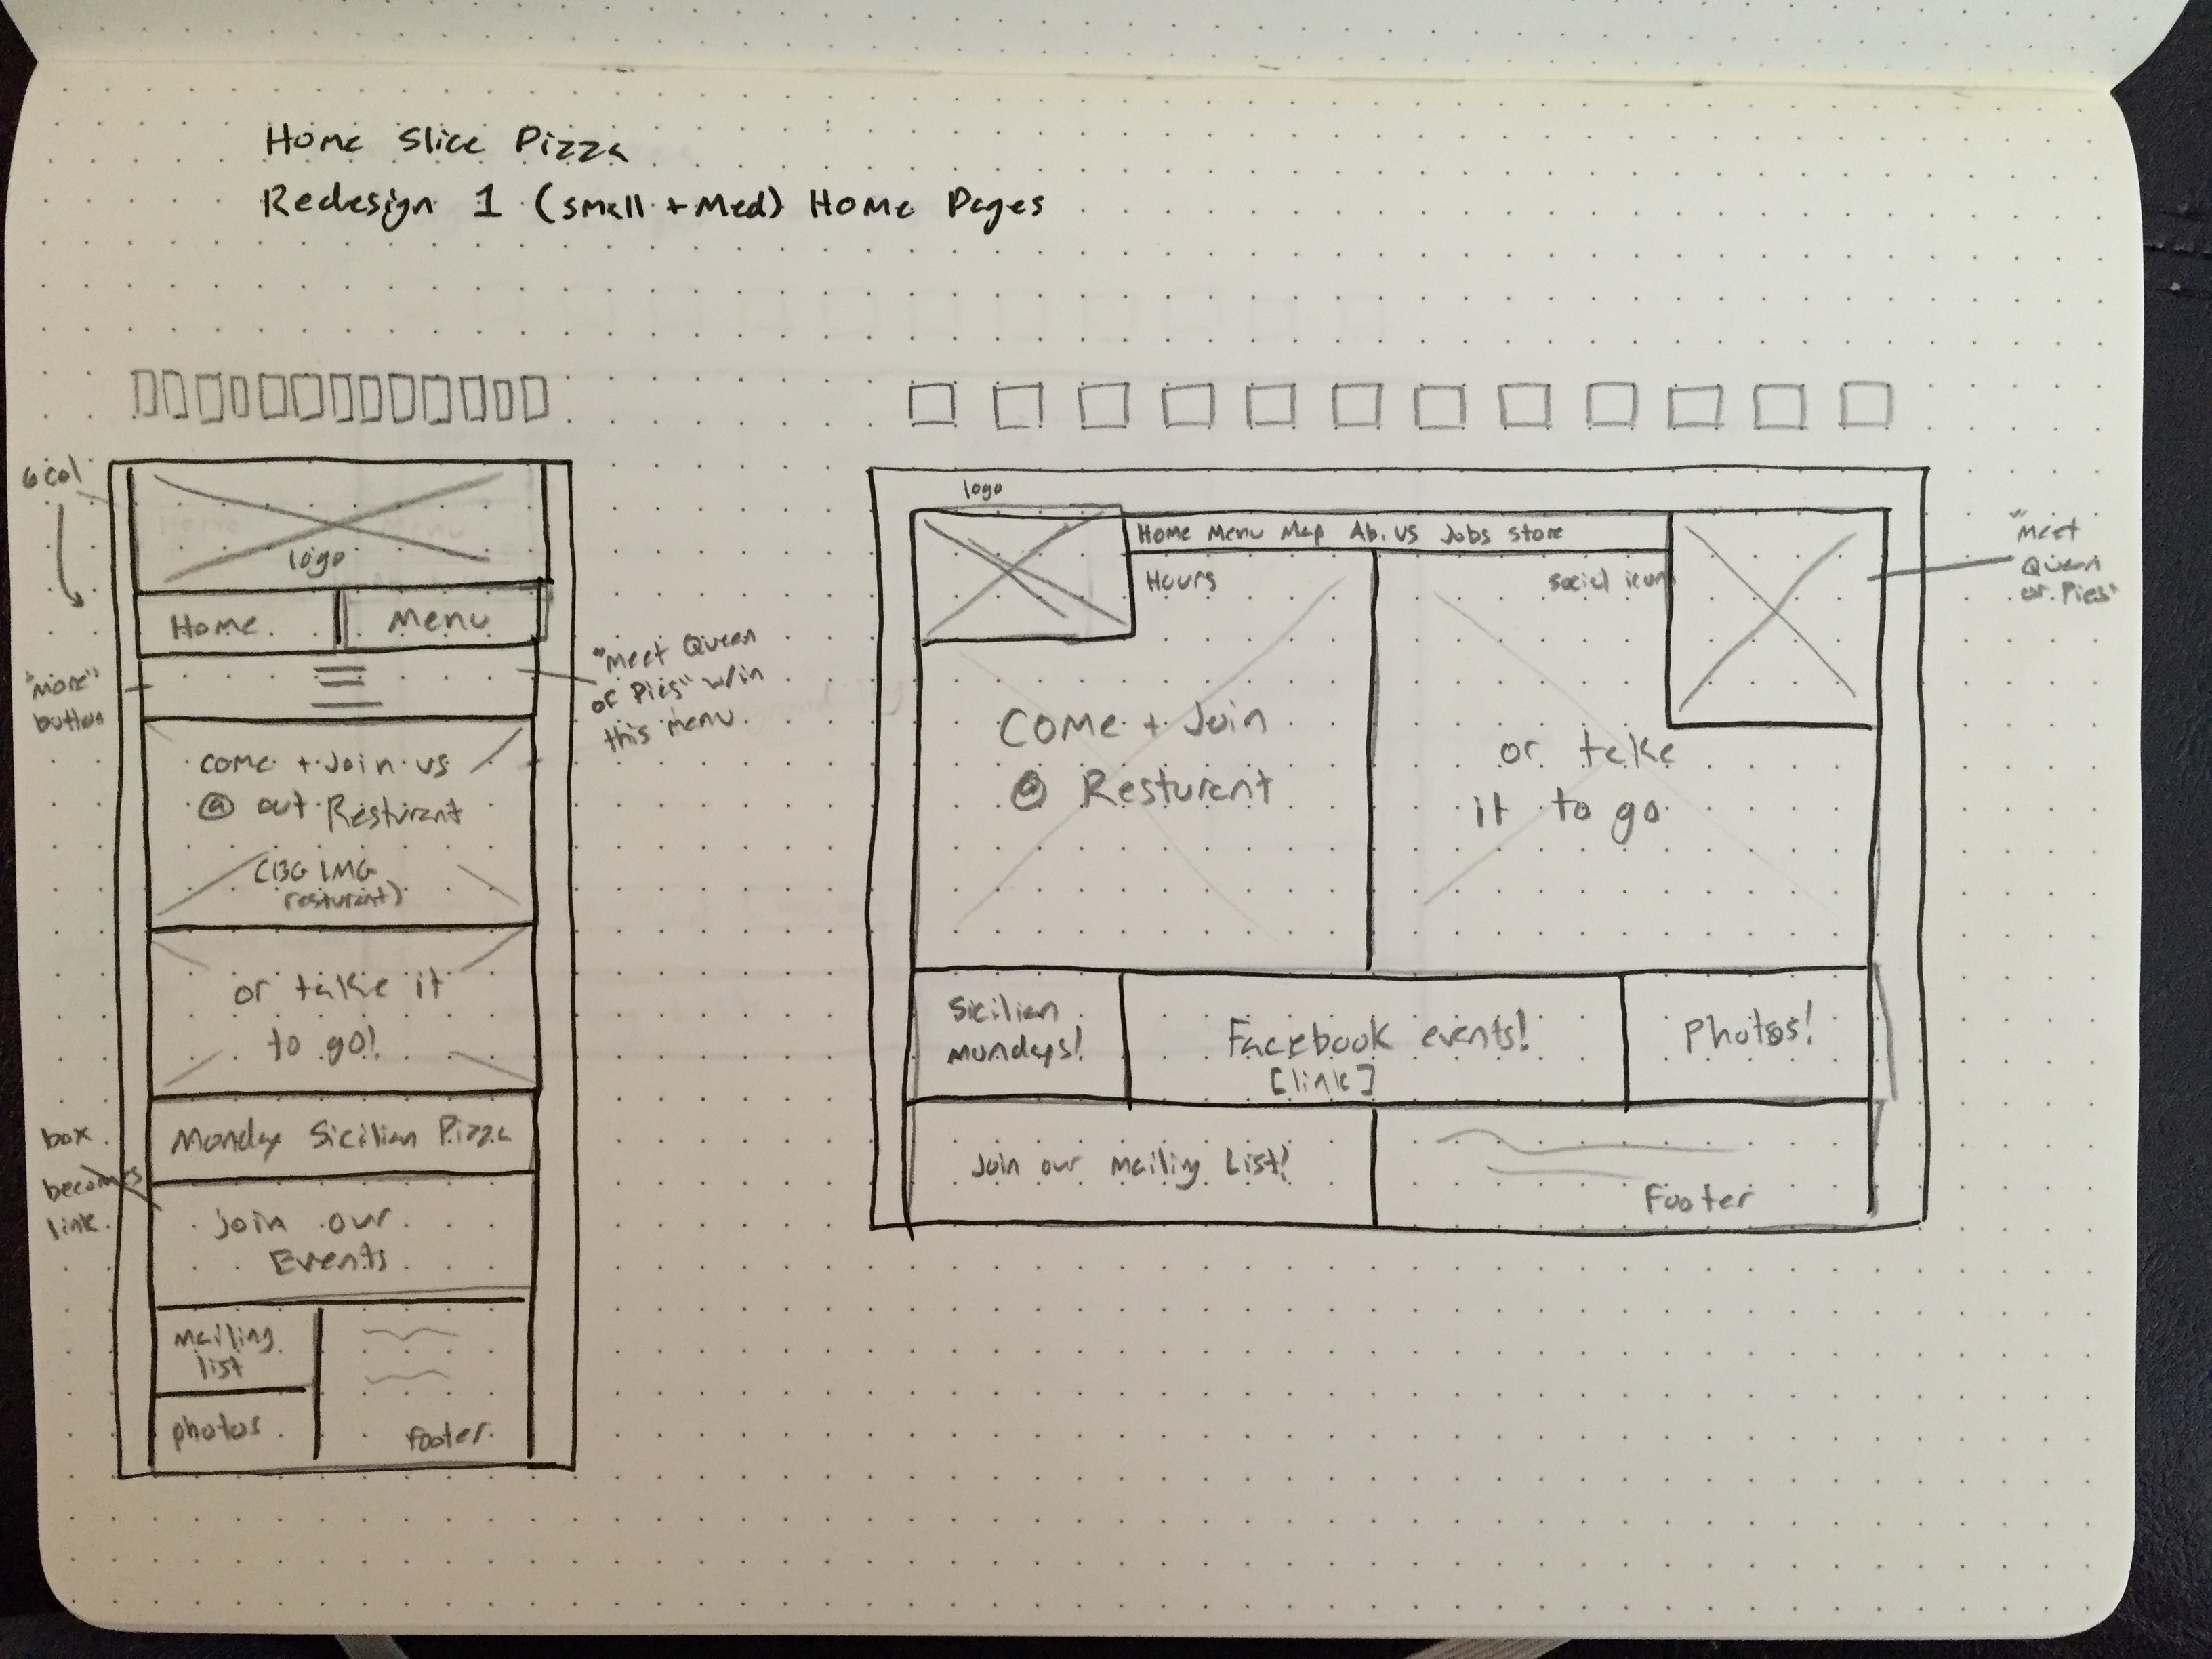 Home Slice Pizza
Redesign 1 (small + Med) Home Pages
6 col
logo
Home
Menu
"more"
button
"Meet Queen
or Pies" w/in
this menu
come + Join us
@ out Resturant
(BG IMG
resturant)
or take it
to go!
Monday Sicilian Pizza
box
becomes
link
join our
Events
mailing
list
photos
footer
logo
Home Menu Map Ab. us Jobs store
Hours
social icons
"Meet
Queen
or Pies"
Come + Join
@ Resturant
or take
it to go
Sicilian
mondays!
Facebook events!
[link]
Photos!
Join our mailing List!
Footer